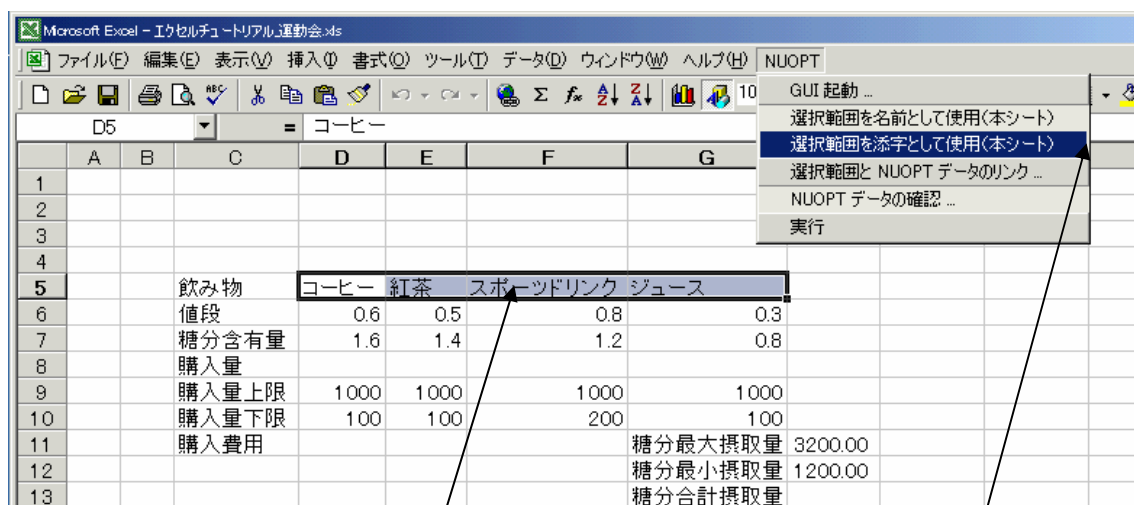 Microsoft Excel - エクセルチュートリアル_運動会.xls
ファイル(F) 編集(E) 表示(V) 挿入(I) 書式(O) ツール(T) データ(D) ウィンドウ(W) ヘルプ(H) NUOPT
GUI 起動 ...
選択範囲を名前として使用(本シート)
選択範囲を添字として使用(本シート)
選択範囲と NUOPT データのリンク ...
NUOPT データの確認 ...
実行
ABC Σ fx 10
D5 = コーヒー
A B C D E F G
1
2
3
4
5 飲み物 コーヒー 紅茶 スポーツドリンク ジュース
6 値段 0.6 0.5 0.8 0.3
7 糖分含有量 1.6 1.4 1.2 0.8
8 購入量
9 購入量上限 1000 1000 1000 1000
10 購入量下限 100 100 200 100
11 購入費用 糖分最大摂取量 3200.00
12 糖分最小摂取量 1200.00
13 糖分合計摂取量